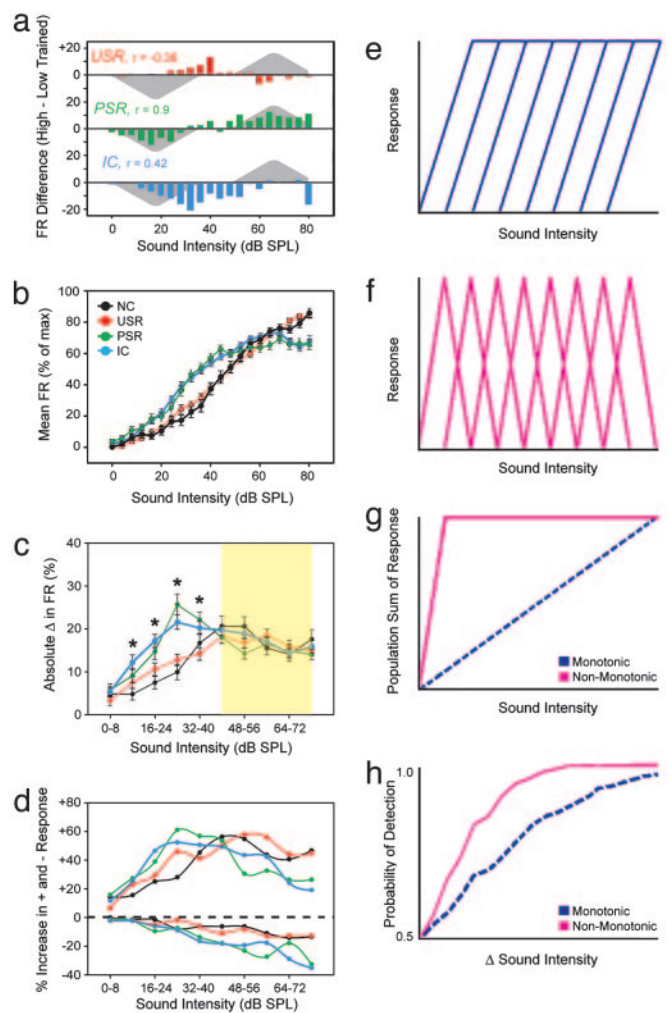 a
FR Difference (High - Low Trained)
+20
0
20
0
20
0
-20
USR, r = -0.26
PSR, r = 0.9
IC, r = 0.42
0 20 40 60 80
Sound Intensity (dB SPL)
b
Mean FR (% of max)
100
80
60
40
20
0
NC
USR
PSR
IC
0 20 40 60 80
Sound Intensity (dB SPL)
c
Absolute Δ in FR (%)
40
30
20
10
0
* * * *
0-8 16-24 32-40 48-56 64-72
Sound Intensity (dB SPL)
d
% Increase in + and - Response
+80
+60
+40
+20
0
-20
-40
0-8 16-24 32-40 48-56 64-72
Sound Intensity (dB SPL)
e
Response
Sound Intensity
f
Response
Sound Intensity
g
Population Sum of Response
Monotonic
Non-Monotonic
Sound Intensity
h
Probability of Detection
1.0
0.5
Monotonic
Non-Monotonic
Δ Sound Intensity